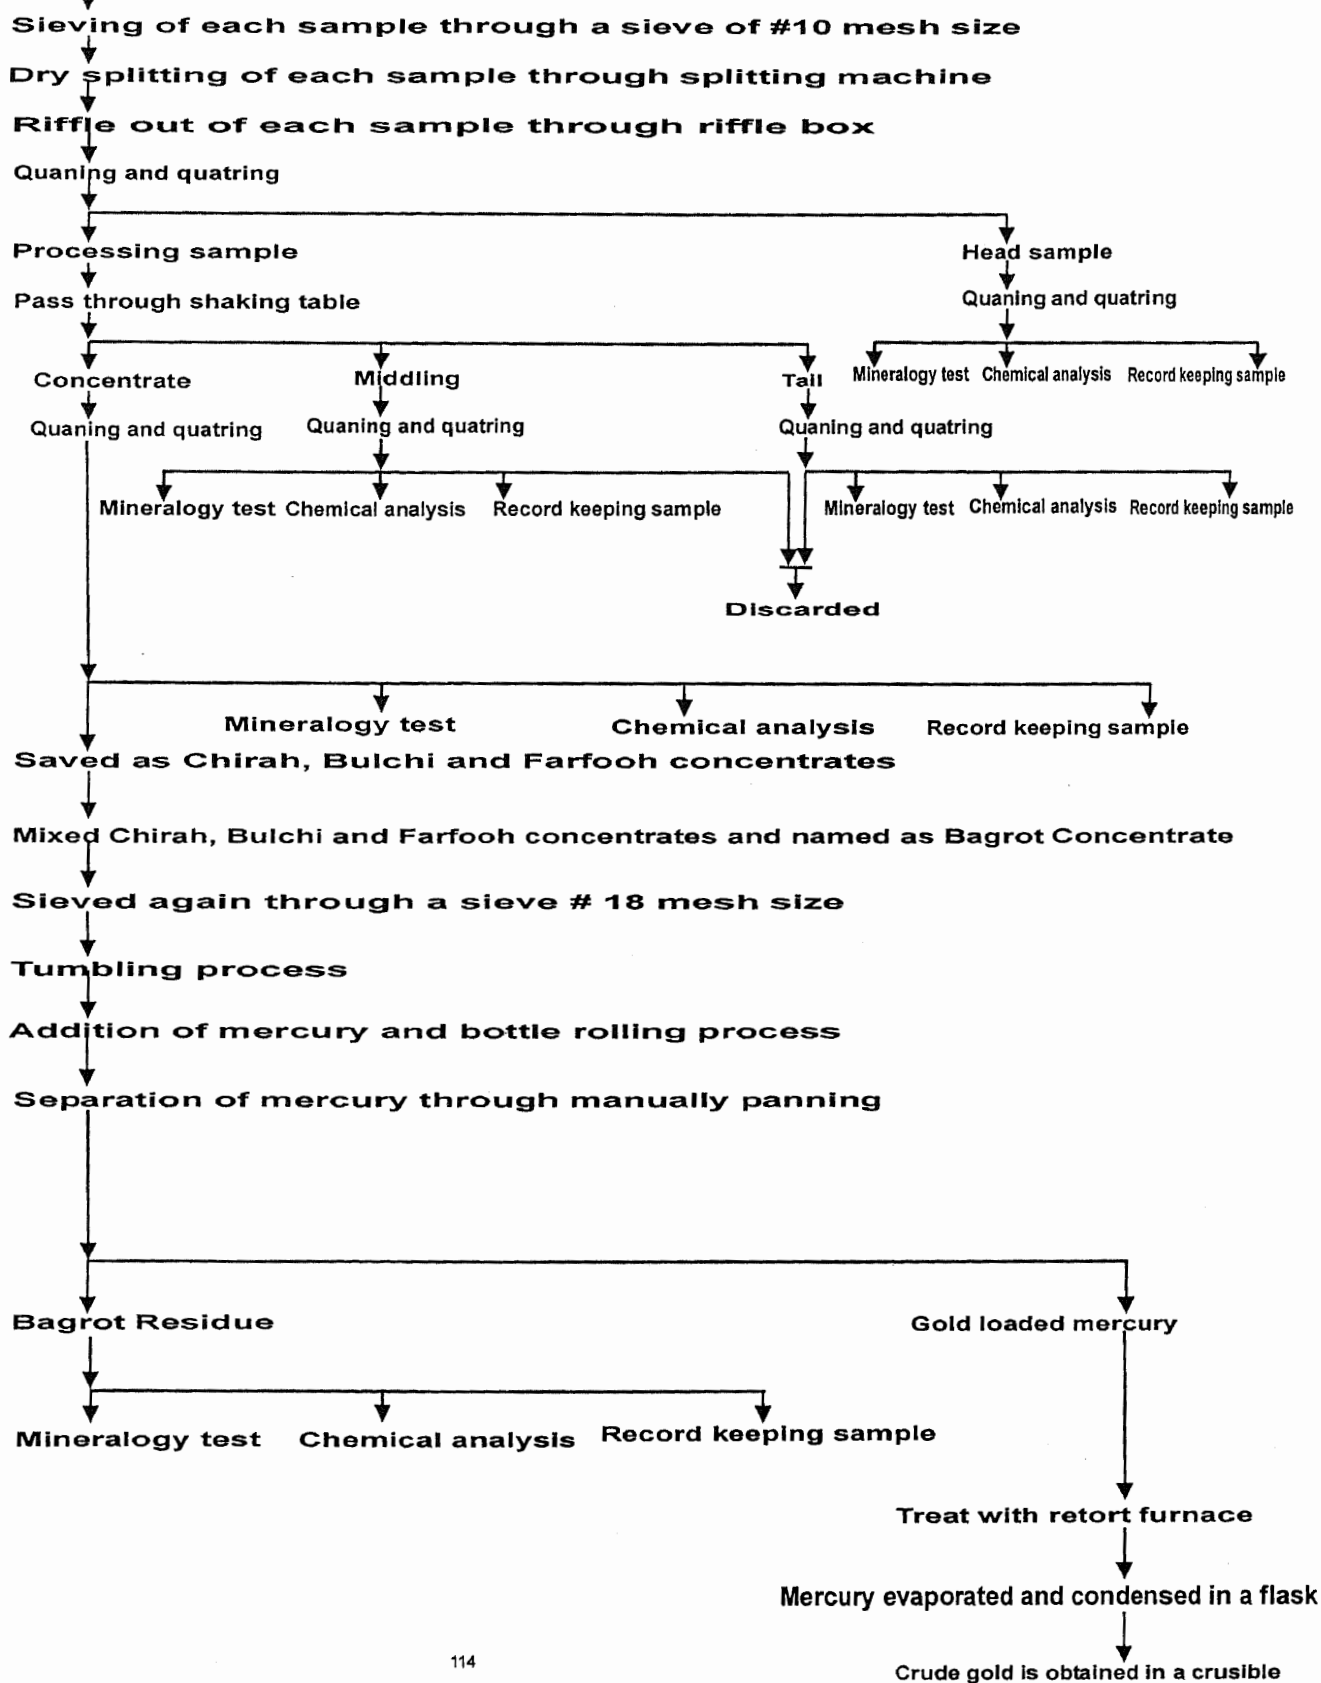 Sieving of each sample through a sieve of #10 mesh size
Dry splitting of each sample through splitting machine
Riffle out of each sample through riffle box
Quaning and quatring
Processing sample
Head sample
Pass through shaking table
Quaning and quatring
Concentrate
Middling
Tail
Mineralogy test
Chemical analysis
Record keeping sample
Quaning and quatring
Quaning and quatring
Quaning and quatring
Mineralogy test
Chemical analysis
Record keeping sample
Mineralogy test
Chemical analysis
Record keeping sample
Discarded
Mineralogy test
Chemical analysis
Record keeping sample
Saved as Chirah, Bulchi and Farfooh concentrates
Mixed Chirah, Bulchi and Farfooh concentrates and named as Bagrot Concentrate
Sieved again through a sieve # 18 mesh size
Tumbling process
Addition of mercury and bottle rolling process
Separation of mercury through manually panning
Bagrot Residue
Gold loaded mercury
Mineralogy test
Chemical analysis
Record keeping sample
Treat with retort furnace
Mercury evaporated and condensed in a flask
Crude gold is obtained in a crusible
114